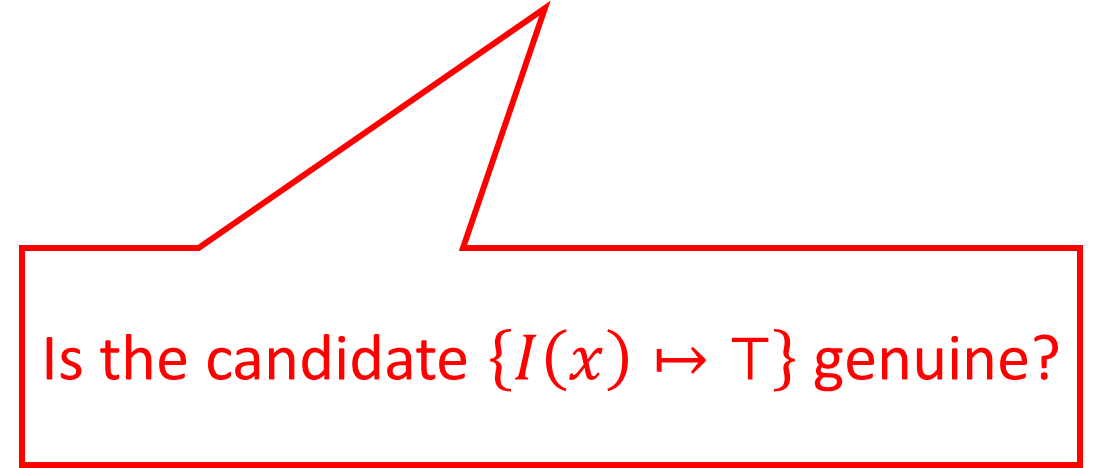 Is the candidate {I(x) ↦ ⊤} genuine?